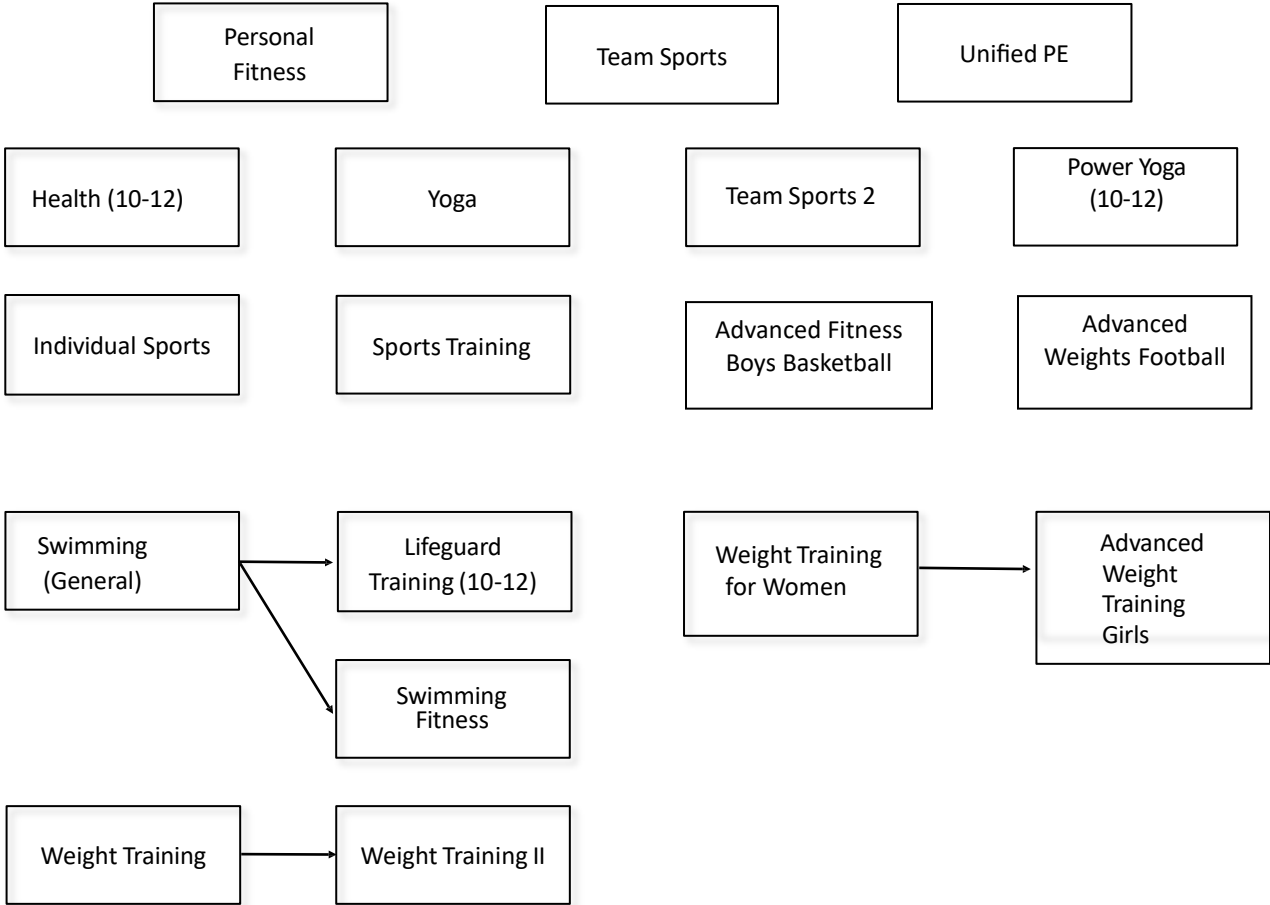 Personal
Fitness
Team Sports
Unified PE
Health (10-12)
Yoga
Team Sports 2
Power Yoga
(10-12)
Individual Sports
Sports Training
Advanced Fitness
Boys Basketball
Advanced
Weights Football
Swimming
(General)
Lifeguard
Training (10-12)
Weight Training
for Women
Advanced
Weight
Training
Girls
Swimming
Fitness
Weight Training
Weight Training II